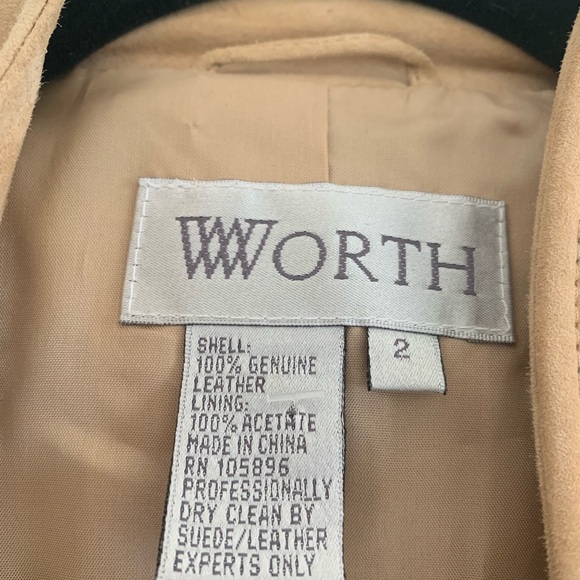 WORTH
2
SHELL:
100% GENUINE
LEATHER
LINING:
100% ACETATE
MADE IN CHINA
RN 105896
PROFESSIONALLY
DRY CLEAN BY
SUEDE/LEATHER
EXPERTS ONLY